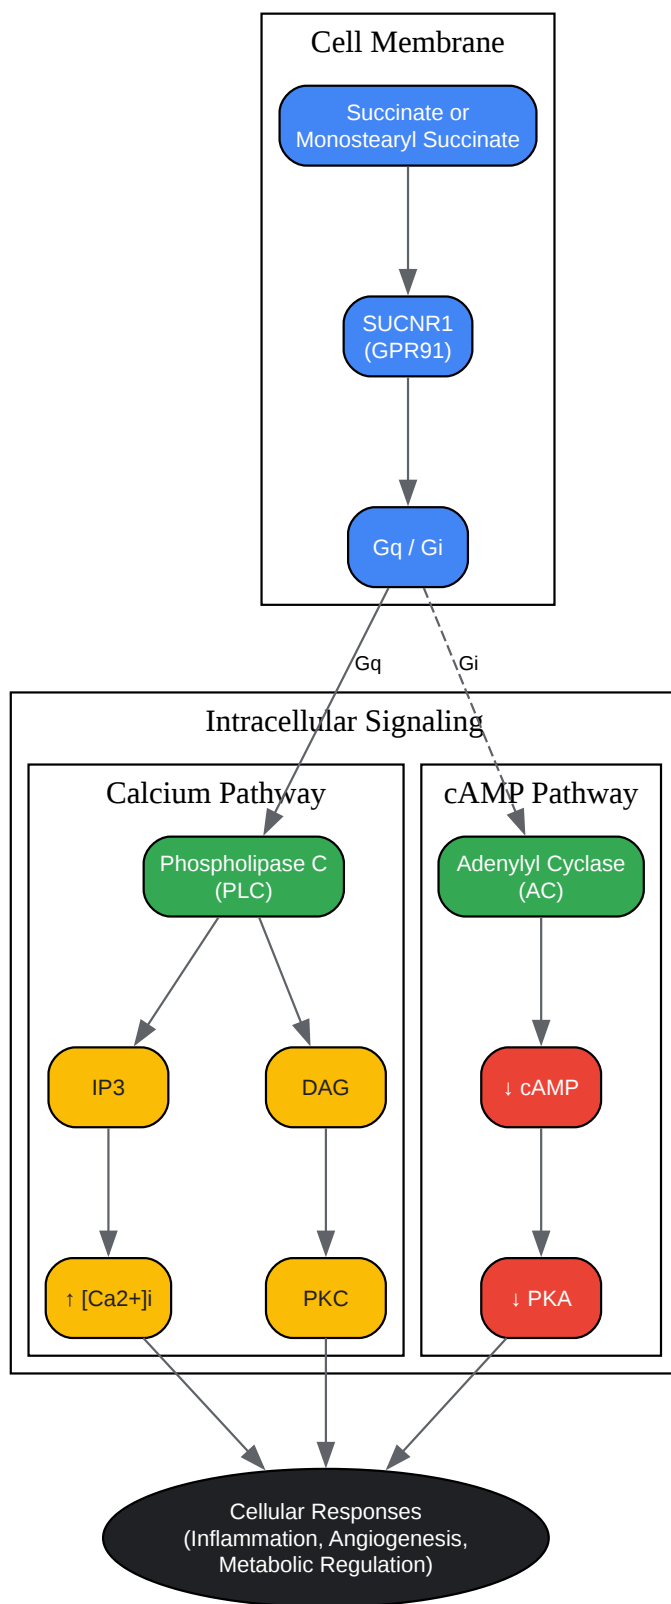 Cell Membrane
Succinate or
Monostearyl Succinate
SUCNR1
(GPR91)
Gq / Gi
Gq
Gi
Intracellular Signaling
Calcium Pathway
cAMP Pathway
Phospholipase C
(PLC)
Adenylyl Cyclase
(AC)
IP3
DAG
↓ cAMP
↑ [Ca2+]i
PKC
↓ PKA
Cellular Responses
(Inflammation, Angiogenesis,
Metabolic Regulation)